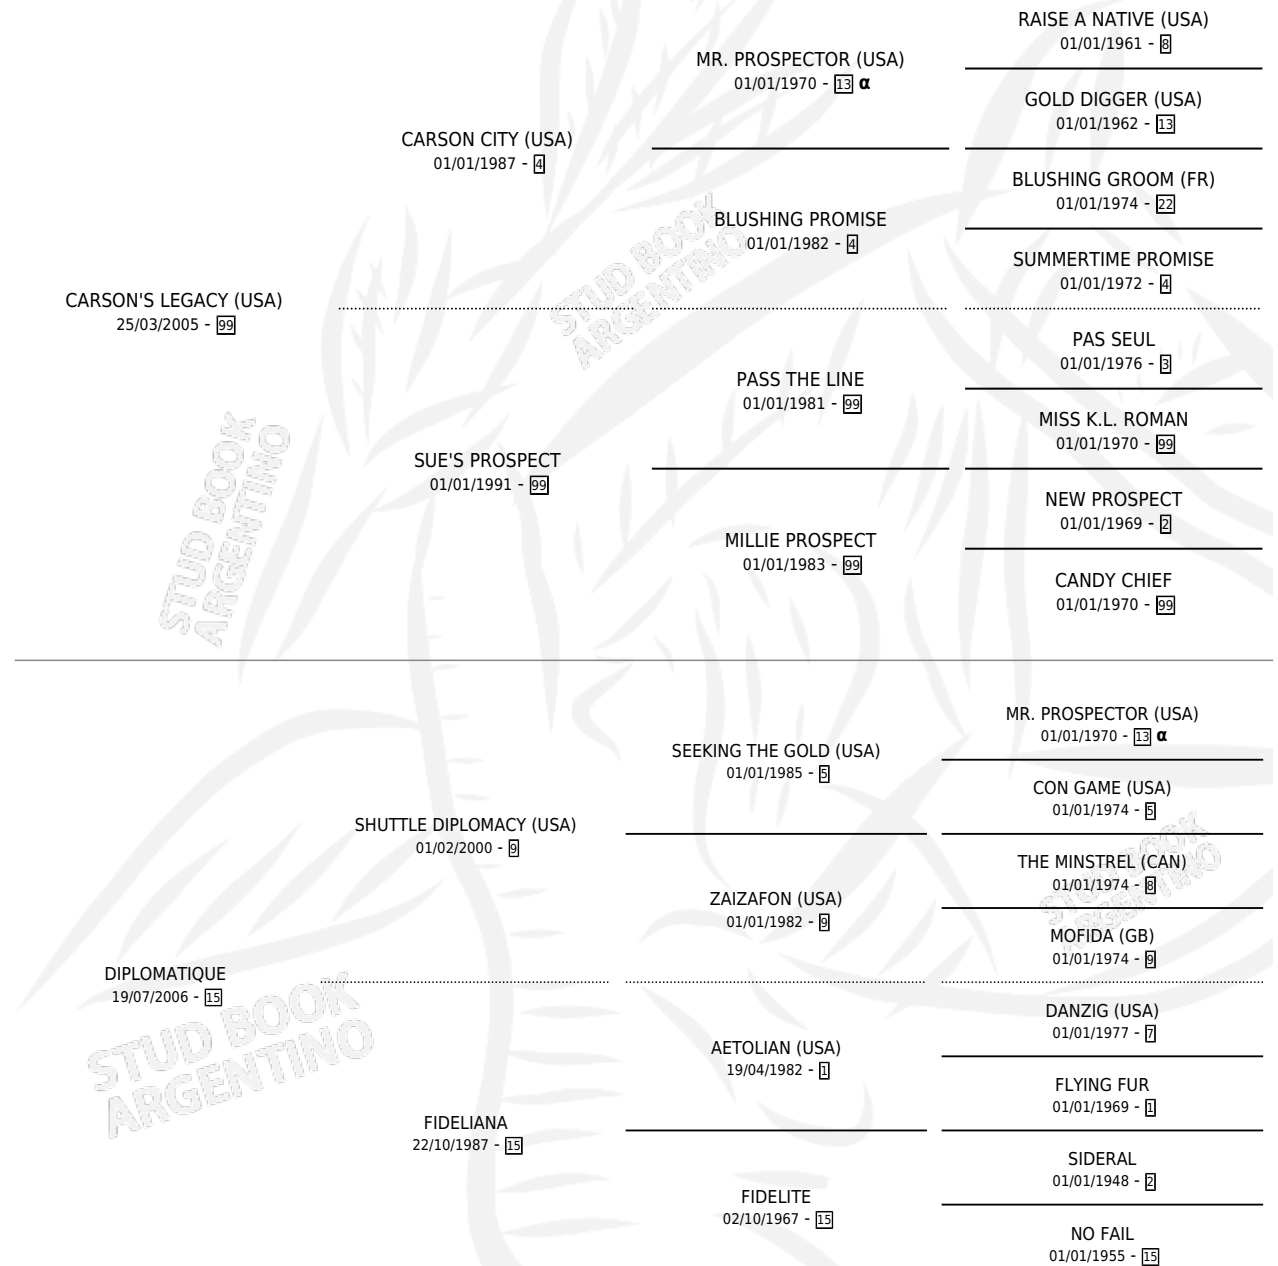 RAISE A NATIVE (USA)
01/01/1961 - 8
MR. PROSPECTOR (USA)
01/01/1970 - 13 α
GOLD DIGGER (USA)
01/01/1962 - 13
CARSON CITY (USA)
01/01/1987 - 4
BLUSHING GROOM (FR)
01/01/1974 - 22
BLUSHING PROMISE
01/01/1982 - 4
SUMMERTIME PROMISE
01/01/1972 - 4
CARSON'S LEGACY (USA)
25/03/2005 - 99
PAS SEUL
01/01/1976 - 3
PASS THE LINE
01/01/1981 - 99
MISS K.L. ROMAN
01/01/1970 - 99
SUE'S PROSPECT
01/01/1991 - 99
NEW PROSPECT
01/01/1969 - 2
MILLIE PROSPECT
01/01/1983 - 99
CANDY CHIEF
01/01/1970 - 99
MR. PROSPECTOR (USA)
01/01/1970 - 13 α
SEEKING THE GOLD (USA)
01/01/1985 - 5
CON GAME (USA)
01/01/1974 - 5
SHUTTLE DIPLOMACY (USA)
01/02/2000 - 9
THE MINSTREL (CAN)
01/01/1974 - 8
ZAIZAFON (USA)
01/01/1982 - 9
MOFIDA (GB)
01/01/1974 - 9
DIPLOMATIQUE
19/07/2006 - 15
DANZIG (USA)
01/01/1977 - 7
AETOLIAN (USA)
19/04/1982 - 1
FLYING FUR
01/01/1969 - 1
FIDELIANA
22/10/1987 - 15
SIDERAL
01/01/1948 - 2
FIDELITE
02/10/1967 - 15
NO FAIL
01/01/1955 - 15
STUD BOOK
ARGENTINO
STUD BOOK
ARGENTINO
STUD BOOK
ARGENTINO
STUD BOOK
ARGENTINO